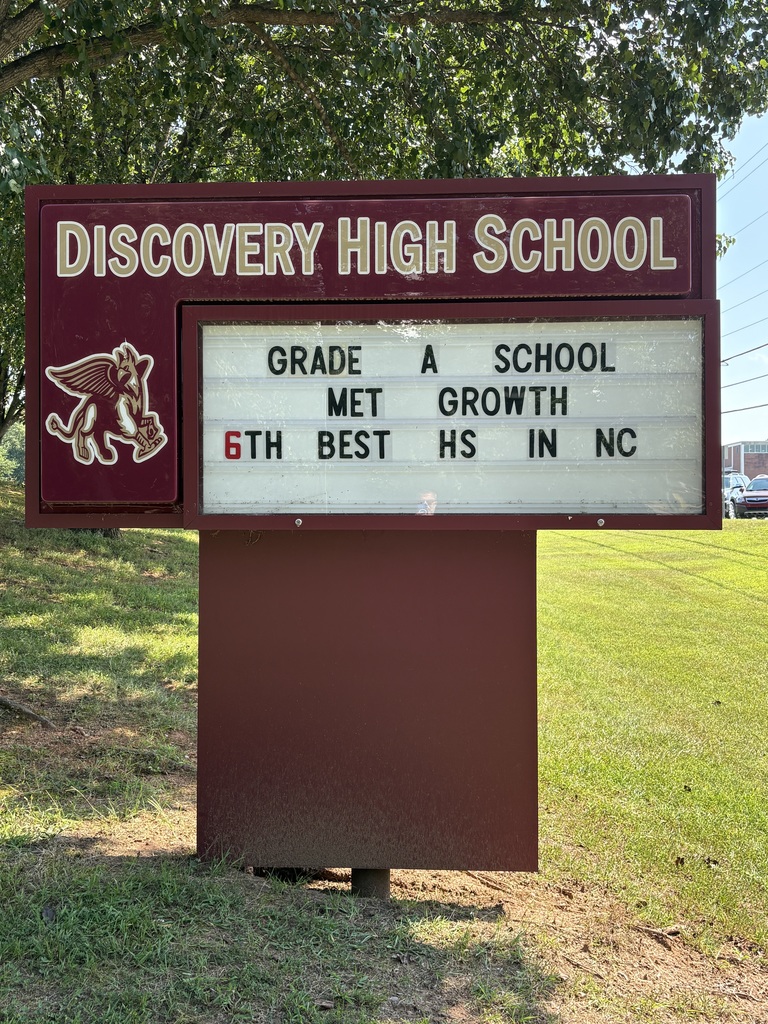 DISCOVERY HIGH SCHOOL
GRADE A SCHOOL
MET GROWTH
6TH BEST HS IN NC